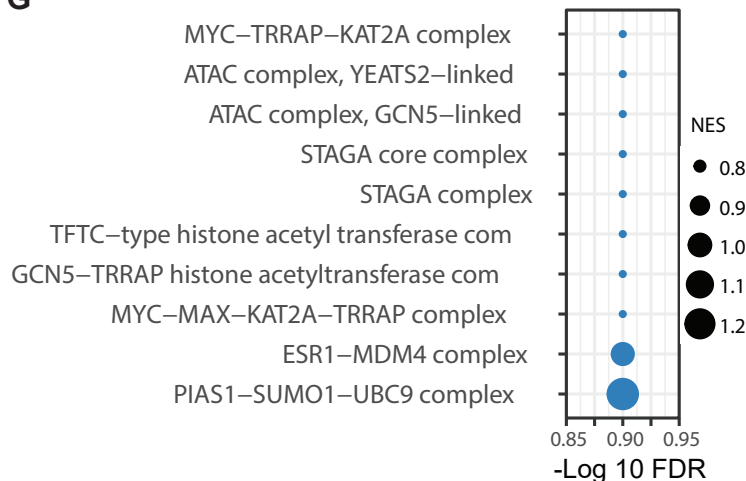 G
MYC−TRRAP−KAT2A complex
ATAC complex, YEATS2−linked
ATAC complex, GCN5−linked
STAGA core complex
STAGA complex
TFTC−type histone acetyl transferase com
GCN5−TRRAP histone acetyltransferase com
MYC−MAX−KAT2A−TRRAP complex
ESR1−MDM4 complex
PIAS1−SUMO1−UBC9 complex
0.85 0.90 0.95
-Log 10 FDR
NES
0.8
0.9
1.0
1.1
1.2